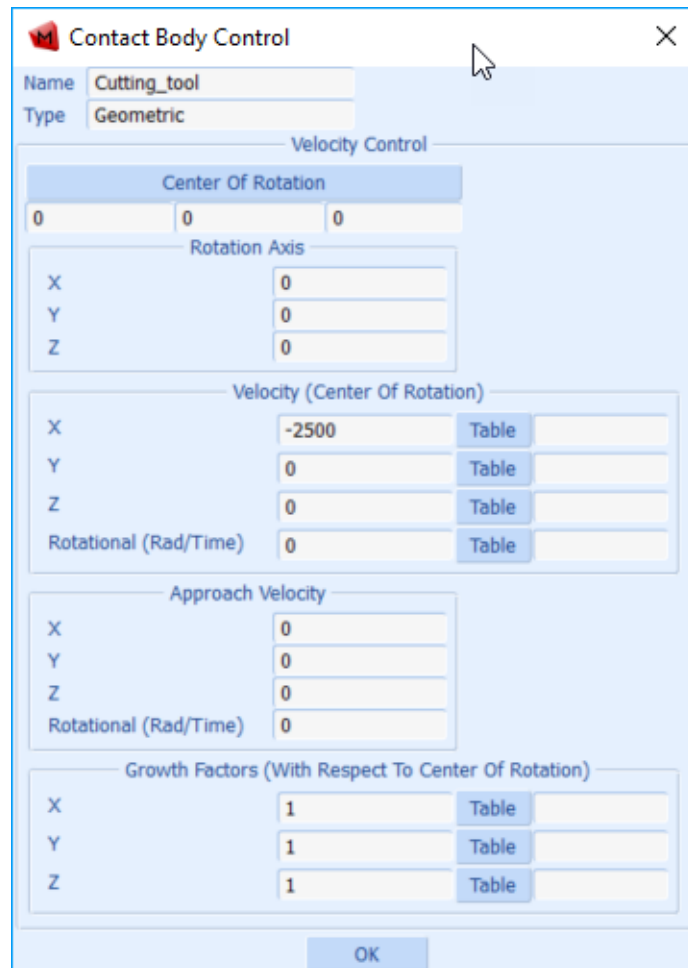 Contact Body Control
Name Cutting_tool
Type Geometric
Velocity Control
Center Of Rotation
0 0 0
Rotation Axis
X 0
Y 0
Z 0
Velocity (Center Of Rotation)
X -2500 Table
Y 0 Table
Z 0 Table
Rotational (Rad/Time) 0 Table
Approach Velocity
X 0
Y 0
Z 0
Rotational (Rad/Time) 0
Growth Factors (With Respect To Center Of Rotation)
X 1 Table
Y 1 Table
Z 1 Table
OK